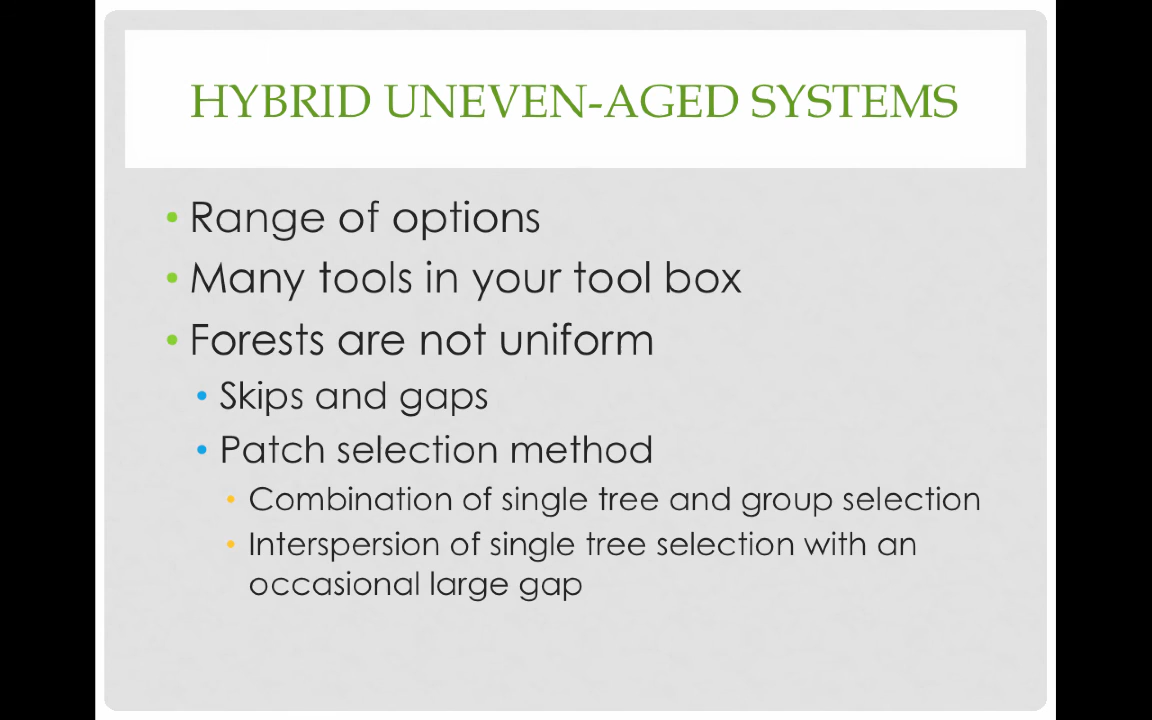 HYBRID UNEVEN-AGED SYSTEMS
• Range of options
• Many tools in your tool box
• Forests are not uniform
• Skips and gaps
• Patch selection method
• Combination of single tree and group selection
• Interspersion of single tree selection with an
occasional large gap